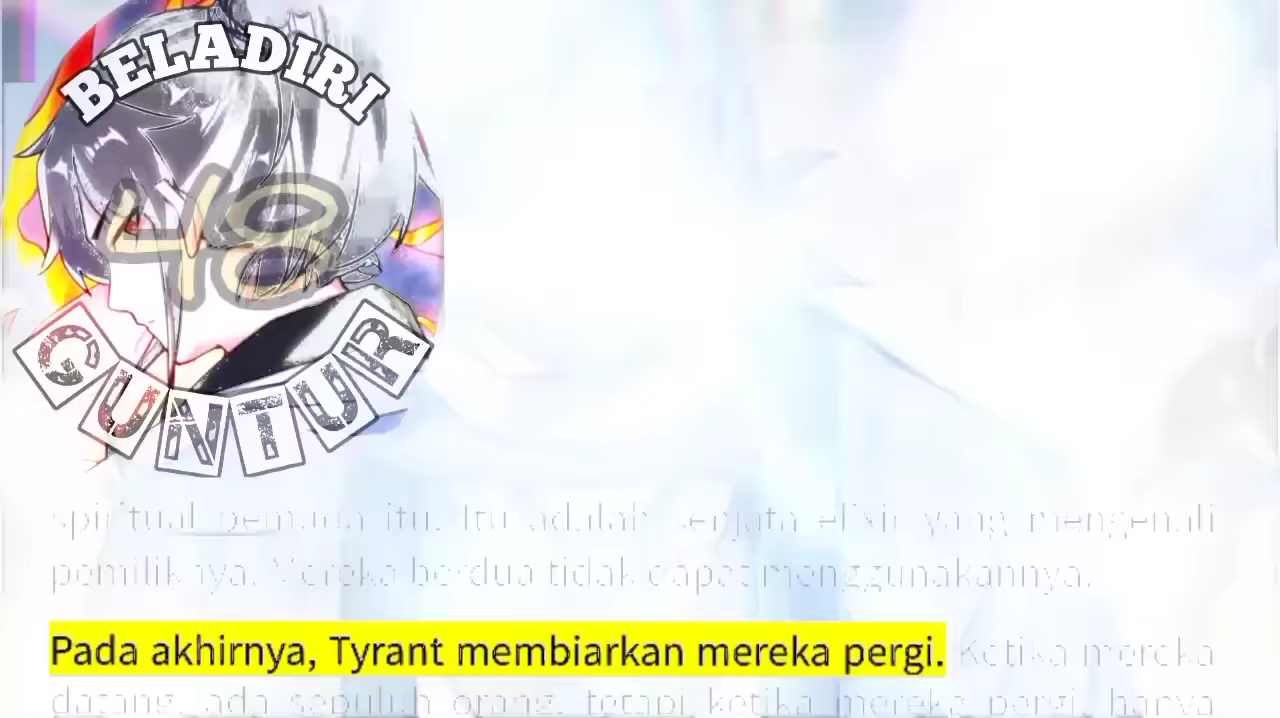 BELADIRI
48
GUNTUR
spiritual pemuda itu. Itu adalah senjata elixir yang mengenali
pemiliknya. Mereka berdua tidak dapat menggunakannya.
Pada akhirnya, Tyrant membiarkan mereka pergi. Ketika mereka
datang, ada sepuluh orang, tetapi ketika mereka pergi, hanya